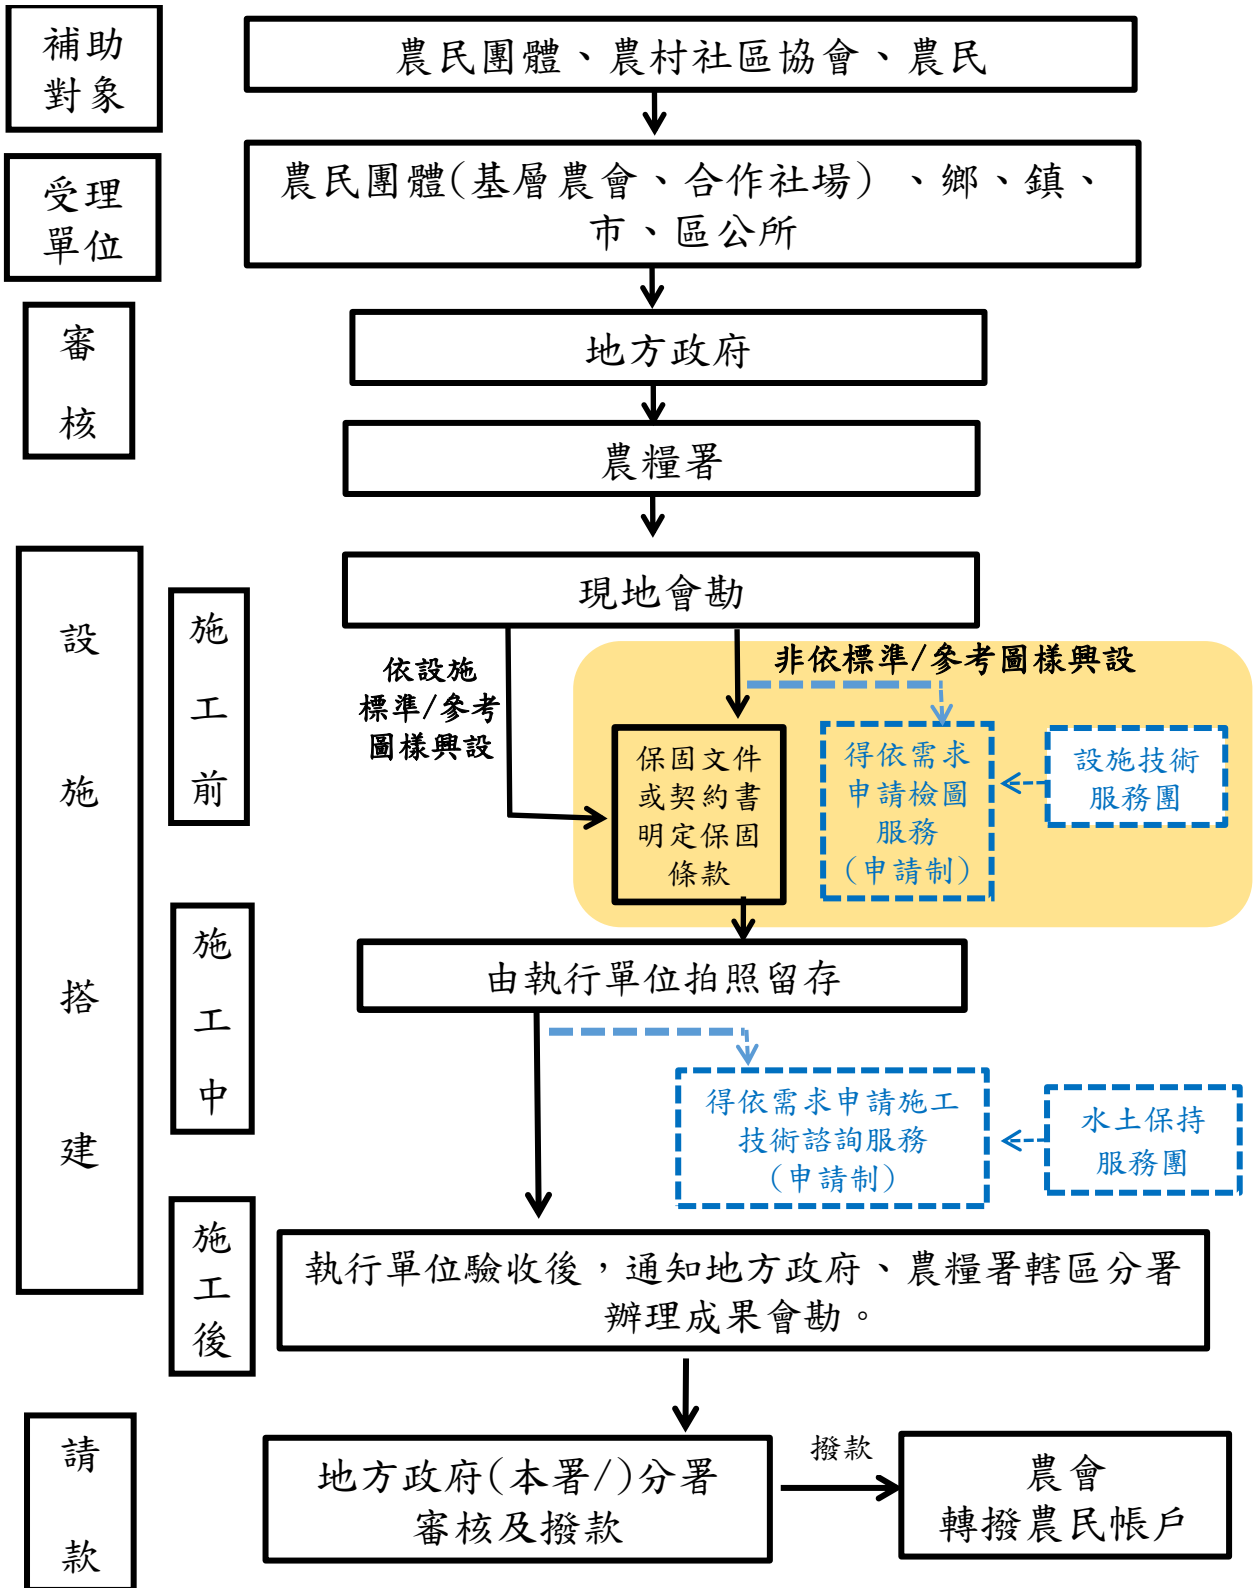 補助
對象
農民團體、農村社區協會、農民
受理
單位
農民團體(基層農會、合作社場) 、鄉、鎮、
市、區公所
審
核
地方政府
農糧署
設
施
搭
建
施
工
前
現地會勘
依設施
標準/參考
圖樣興設
非依標準/參考圖樣興設
保固文件
或契約書
明定保固
條款
得依需求
申請檢圖
服務
(申請制)
設施技術
服務團
施
工
中
由執行單位拍照留存
得依需求申請施工
技術諮詢服務
(申請制)
水土保持
服務團
施
工
後
執行單位驗收後，通知地方政府、農糧署轄區分署
辦理成果會勘。
請
款
地方政府(本署/)分署
審核及撥款
撥款
農會
轉撥農民帳戶